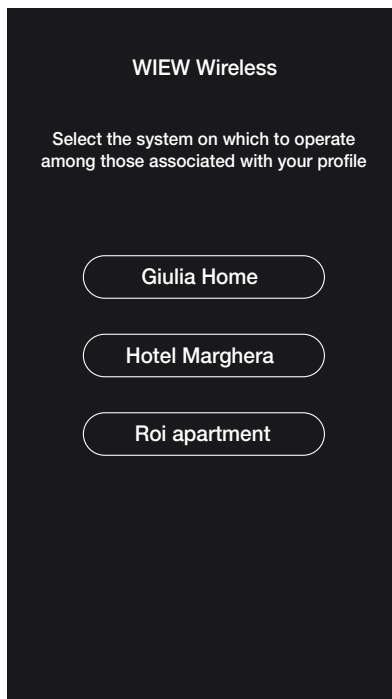 WIEW Wireless
Select the system on which to operate
among those associated with your profile
Giulia Home
Hotel Marghera
Roi apartment